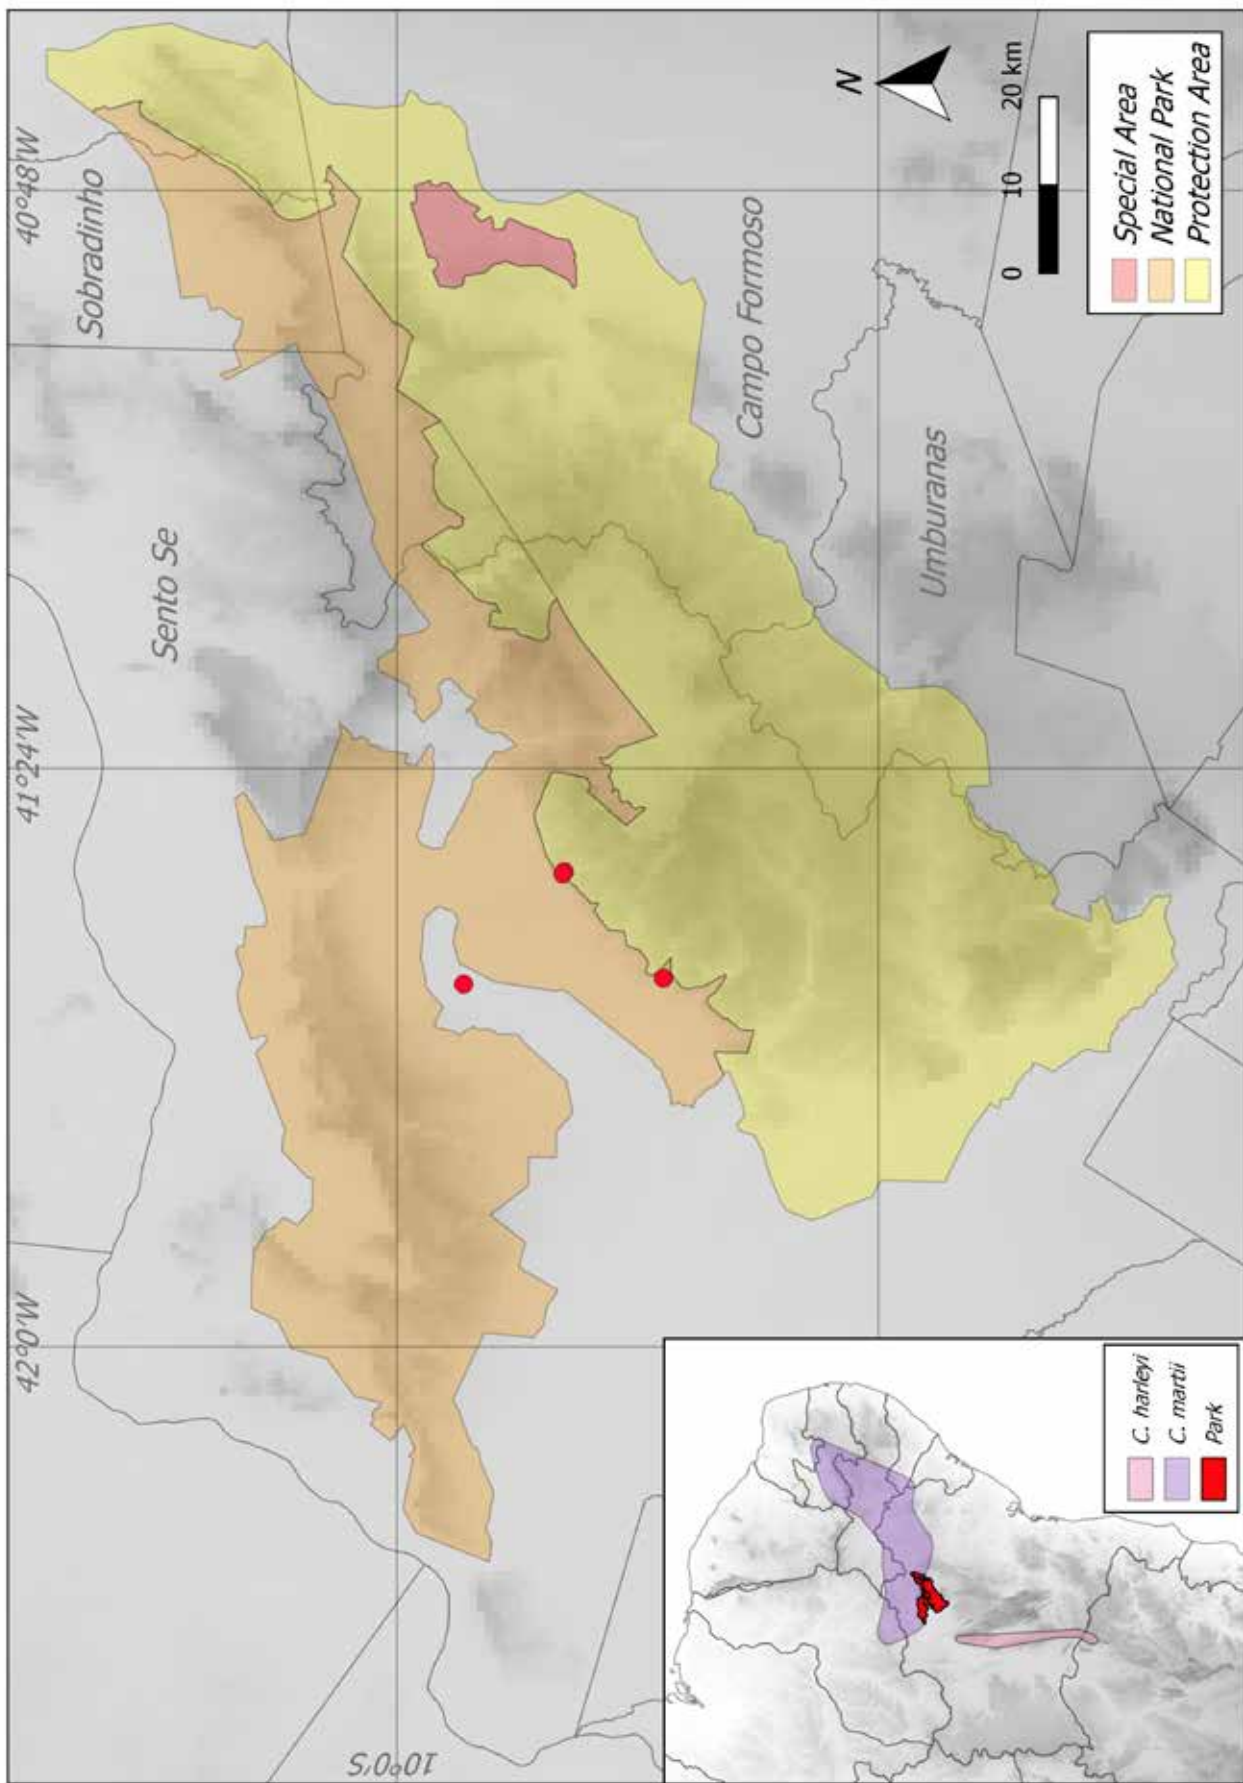 42°0'W
41°24'W
40°48'W
Sobradinho
Sento Se
10°0'S
Campo Formoso
Umburanas
N
0 10 20 km
Special Area
National Park
Protection Area
C. harleyi
C. martii
Park